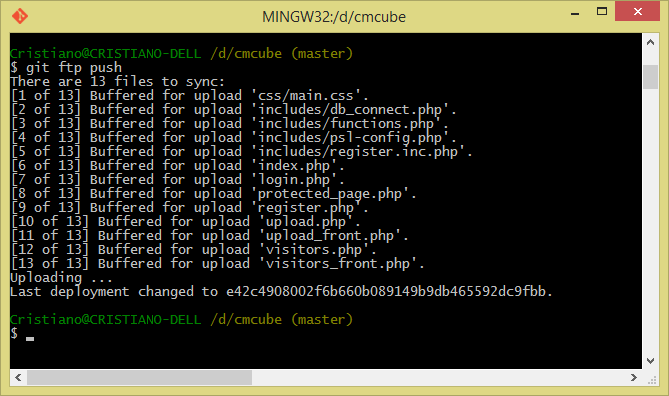 MINGW32:/d/cmcube
Cristiano@CRISTIANO-DELL /d/cmcube (master)
$ git ftp push
There are 13 files to sync:
[1 of 13] Buffered for upload 'css/main.css'.
[2 of 13] Buffered for upload 'includes/db_connect.php'.
[3 of 13] Buffered for upload 'includes/functions.php'.
[4 of 13] Buffered for upload 'includes/psl-config.php'.
[5 of 13] Buffered for upload 'includes/register.inc.php'.
[6 of 13] Buffered for upload 'index.php'.
[7 of 13] Buffered for upload 'login.php'.
[8 of 13] Buffered for upload 'protected_page.php'.
[9 of 13] Buffered for upload 'register.php'.
[10 of 13] Buffered for upload 'upload.php'.
[11 of 13] Buffered for upload 'upload_front.php'.
[12 of 13] Buffered for upload 'visitors.php'.
[13 of 13] Buffered for upload 'visitors_front.php'.
Uploading ...
Last deployment changed to e42c4908002f6b660b089149b9db465592dc9fbb.
Cristiano@CRISTIANO-DELL /d/cmcube (master)
$